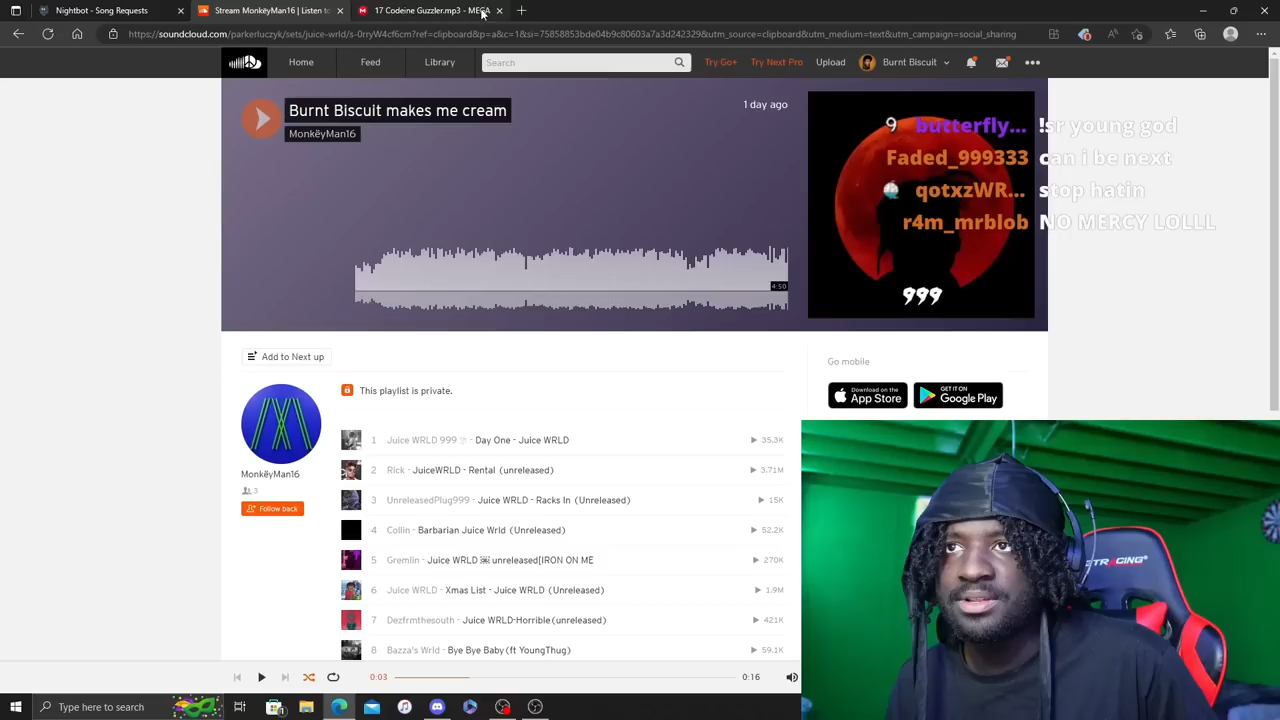 Nightbot - Song Requests
Stream MonkëyMan16 | Listen to
17 Codeine Guzzler.mp3 - MEGA
https://soundcloud.com/parkerluczyk/sets/juice-wrld/s-0rryW4cf6cm?ref=clipboard&p=a&c=1&si=75858853bde04b9c80603a7a3d242329&utm_source=clipboard&utm_medium=text&utm_campaign=social_sharing
Home Feed Library Search Try Go+ Try Next Pro Upload Burnt Biscuit
Burnt Biscuit makes me cream
MonkëyMan16
1 day ago
4:50
999
9 butterfly... !sr young god
Faded_999333 can i be next
qotxzWR... stop hatin
r4m_mrblob NO MERCY LOLLL
Add to Next up
MonkëyMan16
3
Follow back
This playlist is private.
1 Juice WRLD 999 - Day One - Juice WRLD 35.3K
2 Rick - JuiceWRLD - Rental (unreleased) 3.71M
3 UnreleasedPlug999 - Juice WRLD - Racks In (Unreleased) 15K
4 Collin - Barbarian Juice Wrld (Unreleased) 52.2K
5 Gremlin - Juice WRLD unreleased[IRON ON ME 270K
6 Juice WRLD - Xmas List - Juice WRLD (Unreleased) 1.9M
7 Dezfrmthesouth - Juice WRLD-Horrible(unreleased) 421K
8 Bazza's Wrld - Bye Bye Baby(ft YoungThug) 59.1K
Go mobile
Download on the App Store
GET IT ON Google Play
0:03
0:16
Type here to search